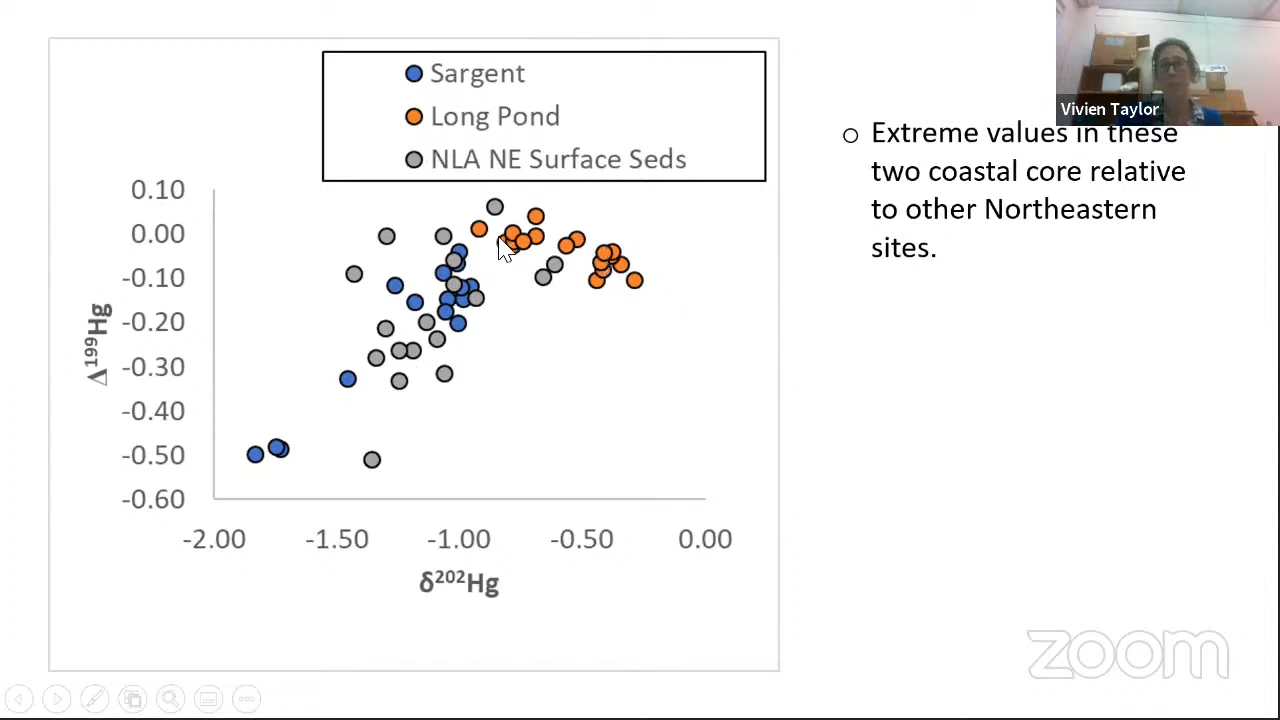 Sargent
Long Pond
NLA NE Surface Seds
0.10
0.00
-0.10
-0.20
-0.30
-0.40
-0.50
-0.60
Δ¹⁹⁹Hg
-2.00 -1.50 -1.00 -0.50 0.00
δ²⁰²Hg
Vivien Taylor
Extreme values in these
two coastal core relative
to other Northeastern
sites.
zoom